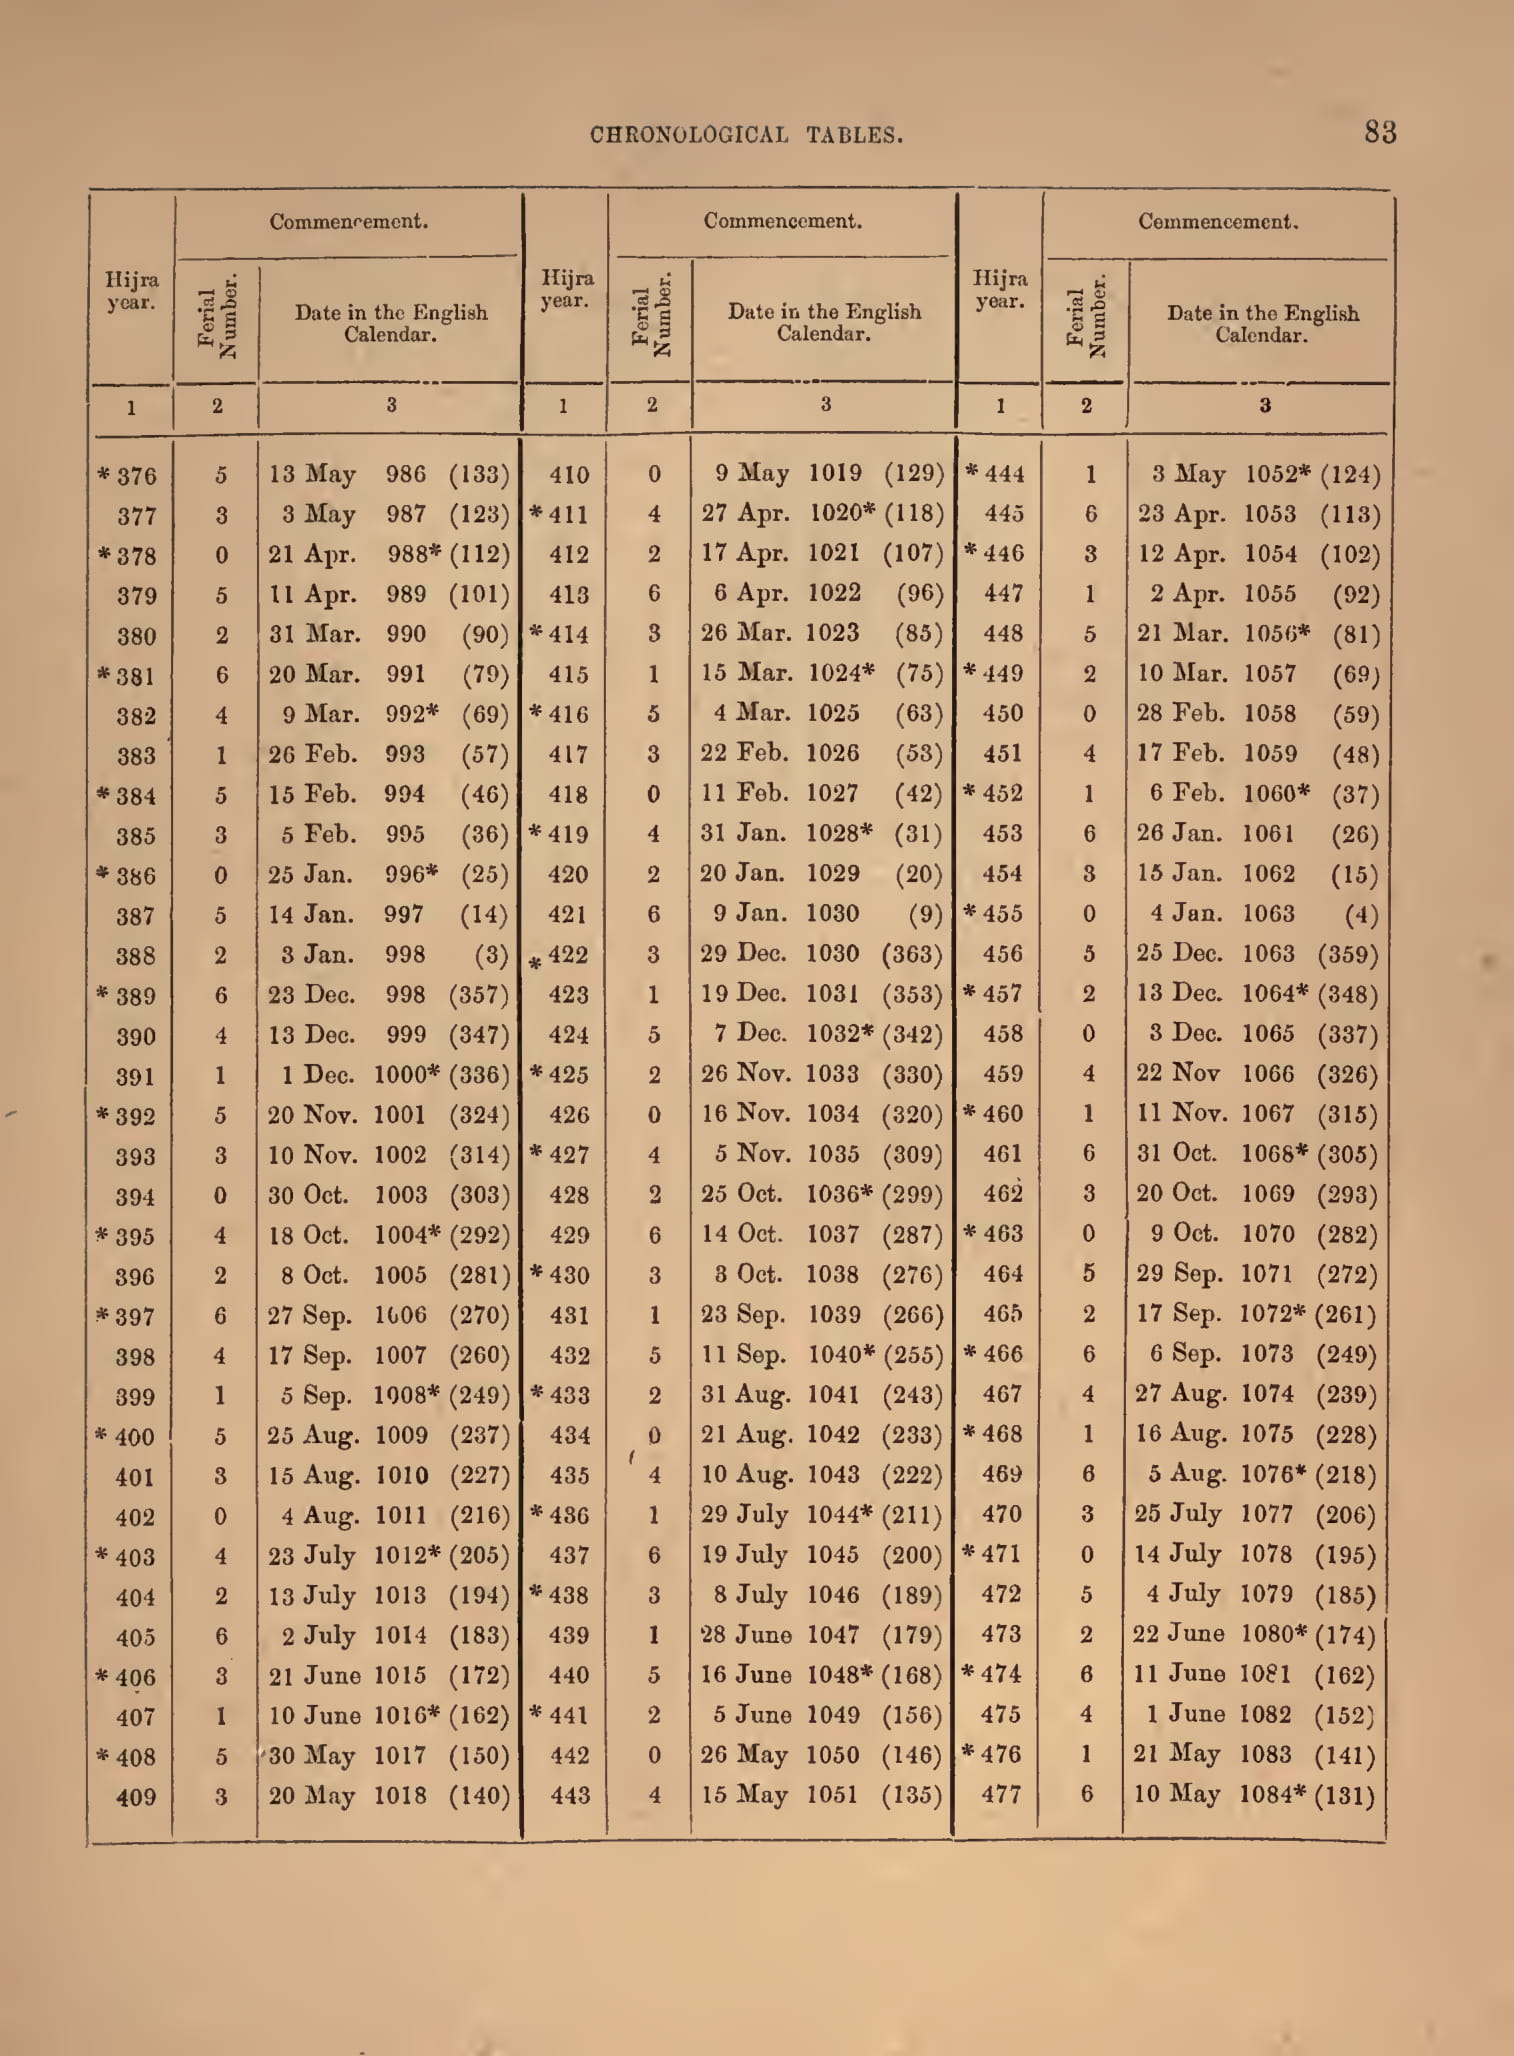 CHRONOLOGICAL TABLES. 83
Hijra year. Commencement. Hijra year. Commencement. Hijra year. Cemmencement.
Ferial Number. Date in the English Calendar. Ferial Number. Date in the English Calendar. Ferial Number. Date in the English Calendar.
1 2 3 1 2 3 1 2 3
*376 5 13 May 986 (133) 410 0 9 May 1019 (129) *444 1 3 May 1052* (124)
377 3 3 May 987 (123) *411 4 27 Apr. 1020* (118) 445 6 23 Apr. 1053 (113)
*378 0 21 Apr. 988* (112) 412 2 17 Apr. 1021 (107) *446 3 12 Apr. 1054 (102)
379 5 11 Apr. 989 (101) 413 6 6 Apr. 1022 (96) 447 1 2 Apr. 1055 (92)
380 2 31 Mar. 990 (90) *414 3 26 Mar. 1023 (85) 448 5 21 Mar. 1056* (81)
*381 6 20 Mar. 991 (79) 415 1 15 Mar. 1024* (75) *449 2 10 Mar. 1057 (69)
382 4 9 Mar. 992* (69) *416 5 4 Mar. 1025 (63) 450 0 28 Feb. 1058 (59)
383 1 26 Feb. 993 (57) 417 3 22 Feb. 1026 (53) 451 4 17 Feb. 1059 (48)
*384 5 15 Feb. 994 (46) 418 0 11 Feb. 1027 (42) *452 1 6 Feb. 1060* (37)
385 3 5 Feb. 995 (36) *419 4 31 Jan. 1028* (31) 453 6 26 Jan. 1061 (26)
*386 0 25 Jan. 996* (25) 420 2 20 Jan. 1029 (20) 454 3 15 Jan. 1062 (15)
387 5 14 Jan. 997 (14) 421 6 9 Jan. 1030 (9) *455 0 4 Jan. 1063 (4)
388 2 3 Jan. 998 (3) *422 3 29 Dec. 1030 (363) 456 5 25 Dec. 1063 (359)
*389 6 23 Dec. 998 (357) 423 1 19 Dec. 1031 (353) *457 2 13 Dec. 1064* (348)
390 4 13 Dec. 999 (347) 424 5 7 Dec. 1032* (342) 458 0 3 Dec. 1065 (337)
391 1 1 Dec. 1000* (336) *425 2 26 Nov. 1033 (330) 459 4 22 Nov 1066 (326)
*392 5 20 Nov. 1001 (324) 426 0 16 Nov. 1034 (320) *460 1 11 Nov. 1067 (315)
393 3 10 Nov. 1002 (314) *427 4 5 Nov. 1035 (309) 461 6 31 Oct. 1068* (305)
394 0 30 Oct. 1003 (303) 428 2 25 Oct. 1036* (299) 462 3 20 Oct. 1069 (293)
*395 4 18 Oct. 1004* (292) 429 6 14 Oct. 1037 (287) *463 0 9 Oct. 1070 (282)
396 2 8 Oct. 1005 (281) *430 3 3 Oct. 1038 (276) 464 5 29 Sep. 1071 (272)
*397 6 27 Sep. 1006 (270) 431 1 23 Sep. 1039 (266) 465 2 17 Sep. 1072* (261)
398 4 17 Sep. 1007 (260) 432 5 11 Sep. 1040* (255) *466 6 6 Sep. 1073 (249)
399 1 5 Sep. 1008* (249) *433 2 31 Aug. 1041 (243) 467 4 27 Aug. 1074 (239)
*400 5 25 Aug. 1009 (237) 434 0 21 Aug. 1042 (233) *468 1 16 Aug. 1075 (228)
401 3 15 Aug. 1010 (227) 435 4 10 Aug. 1043 (222) 469 6 5 Aug. 1076* (218)
402 0 4 Aug. 1011 (216) *436 1 29 July 1044* (211) 470 3 25 July 1077 (206)
*403 4 23 July 1012* (205) 437 6 19 July 1045 (200) *471 0 14 July 1078 (195)
404 2 13 July 1013 (194) *438 3 8 July 1046 (189) 472 5 4 July 1079 (185)
405 6 2 July 1014 (183) 439 1 28 June 1047 (179) 473 2 22 June 1080* (174)
*406 3 21 June 1015 (172) 440 5 16 June 1048* (168) *474 6 11 June 1081 (162)
407 1 10 June 1016* (162) *441 2 5 June 1049 (156) 475 4 1 June 1082 (152)
*408 5 30 May 1017 (150) 442 0 26 May 1050 (146) *476 1 21 May 1083 (141)
409 3 20 May 1018 (140) 443 4 15 May 1051 (135) 477 6 10 May 1084* (131)